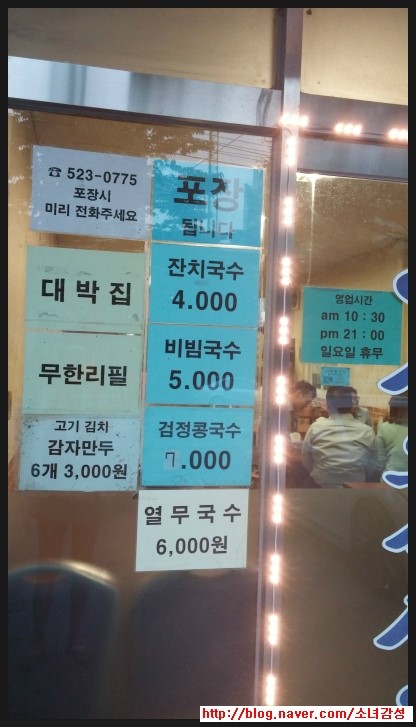 ☎ 523-0775
포장시
미리 전화주세요
포장
됩니다
대박집
잔치국수
4.000
무한리필
비빔국수
5.000
고기 김치
감자만두
6개 3,000원
검정콩국수
7.000
열무국수
6,000원
영업시간
am 10 : 30
pm 21 : 00
일요일 휴무
http://blog.naver.com/소녀감성